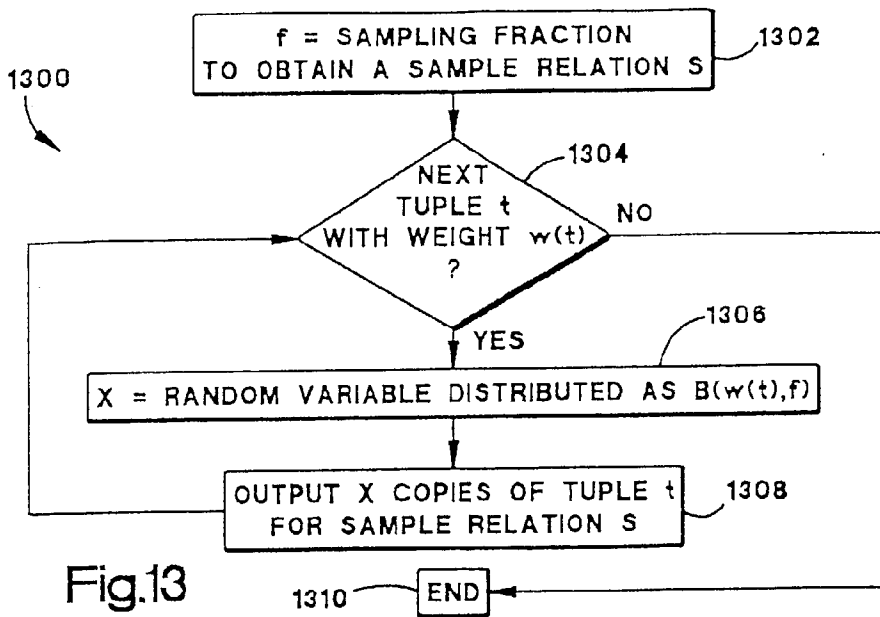 f = SAMPLING FRACTION
TO OBTAIN A SAMPLE RELATION S
1302
1300
1304
NEXT
TUPLE t
WITH WEIGHT w(t)
?
NO
YES
1306
X = RANDOM VARIABLE DISTRIBUTED AS B(w(t),f)
OUTPUT X COPIES OF TUPLE t
FOR SAMPLE RELATION S
1308
Fig.13
1310
END